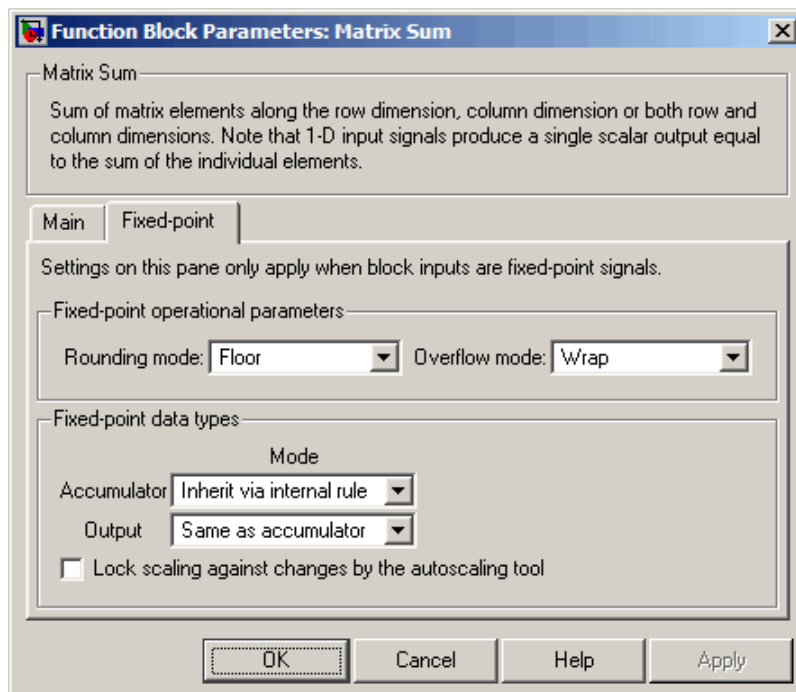 Function Block Parameters: Matrix Sum
Matrix Sum
Sum of matrix elements along the row dimension, column dimension or both row and
column dimensions. Note that 1-D input signals produce a single scalar output equal
to the sum of the individual elements.
Main Fixed-point
Settings on this pane only apply when block inputs are fixed-point signals.
Fixed-point operational parameters
Rounding mode: Floor Overflow mode: Wrap
Fixed-point data types
Mode
Accumulator Inherit via internal rule
Output Same as accumulator
Lock scaling against changes by the autoscaling tool
OK Cancel Help Apply